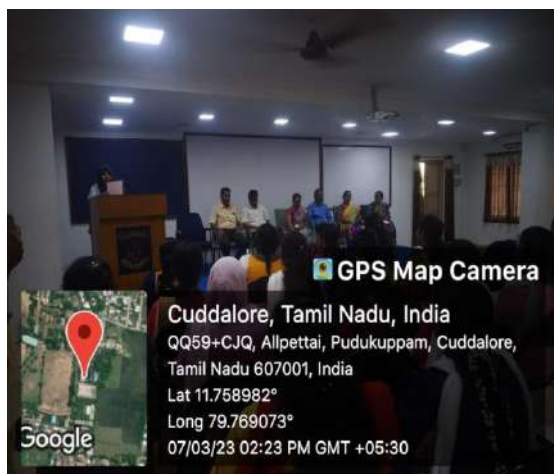 GPS Map Camera
Cuddalore, Tamil Nadu, India
QQ59+CJQ, Allpettai, Pudukuppam, Cuddalore,
Tamil Nadu 607001, India
Lat 11.758982°
Long 79.769073°
07/03/23 02:23 PM GMT +05:30
Google